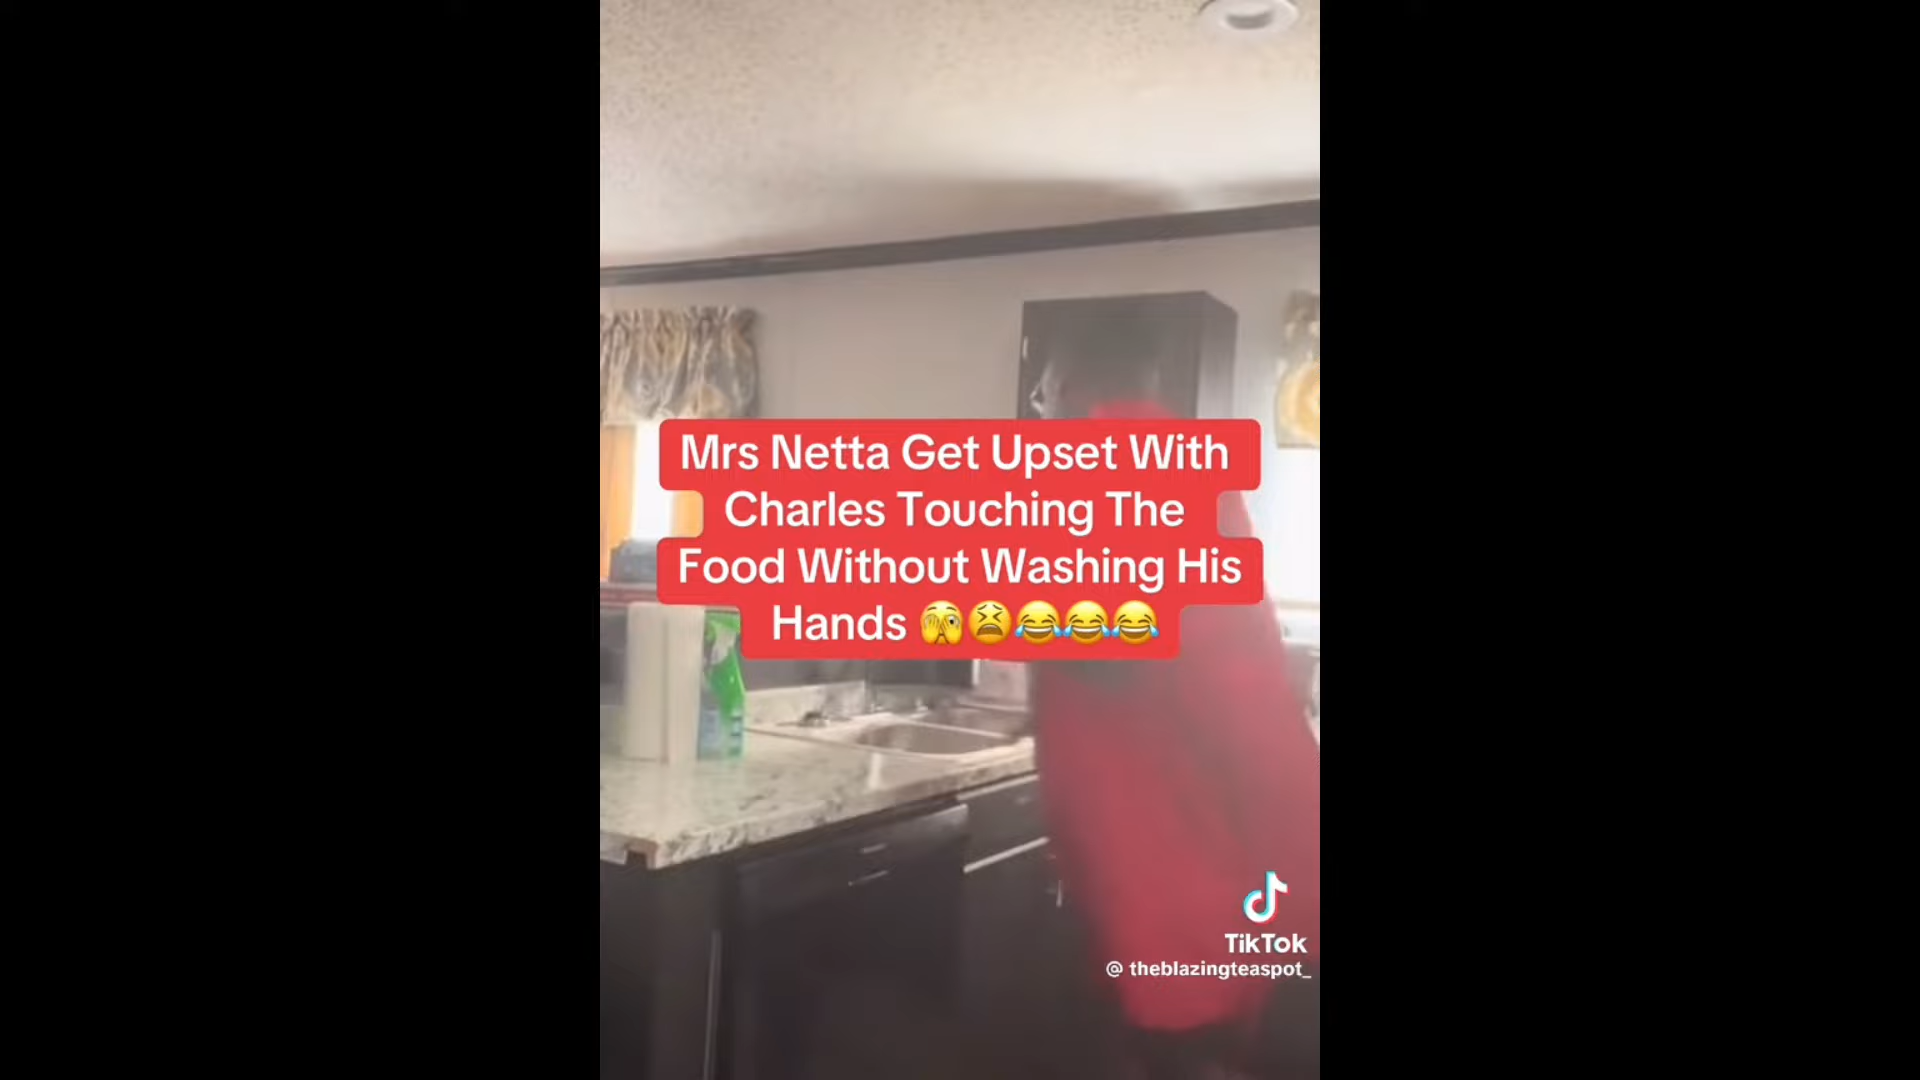 Mrs Netta Get Upset With
Charles Touching The
Food Without Washing His
Hands 🫣😫😂😂😂
TikTok
@ theblazingteaspot_